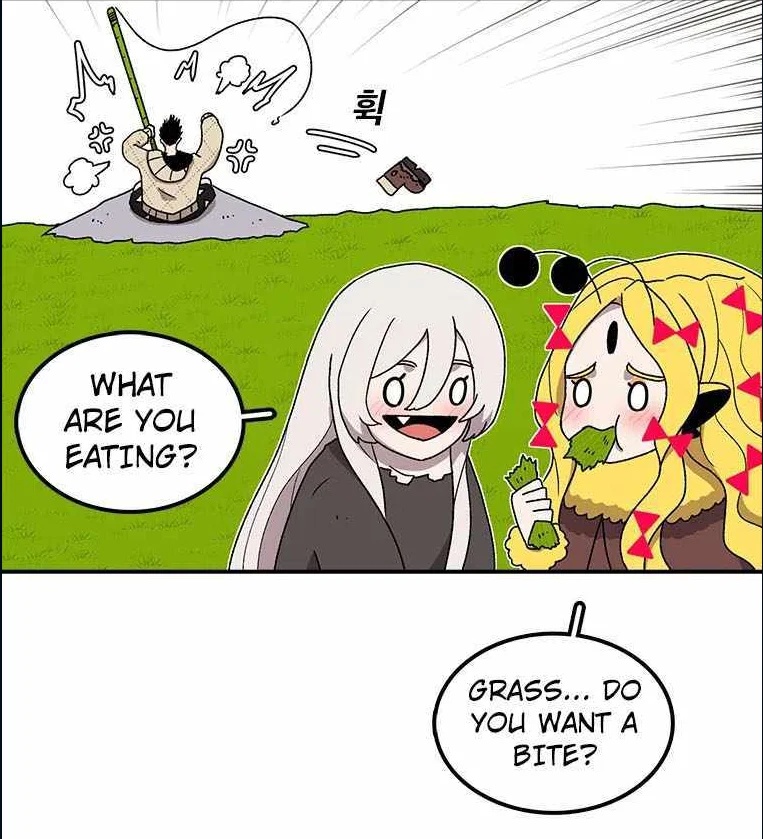 휙
WHAT
ARE YOU
EATING?
GRASS... DO
YOU WANT A
BITE?